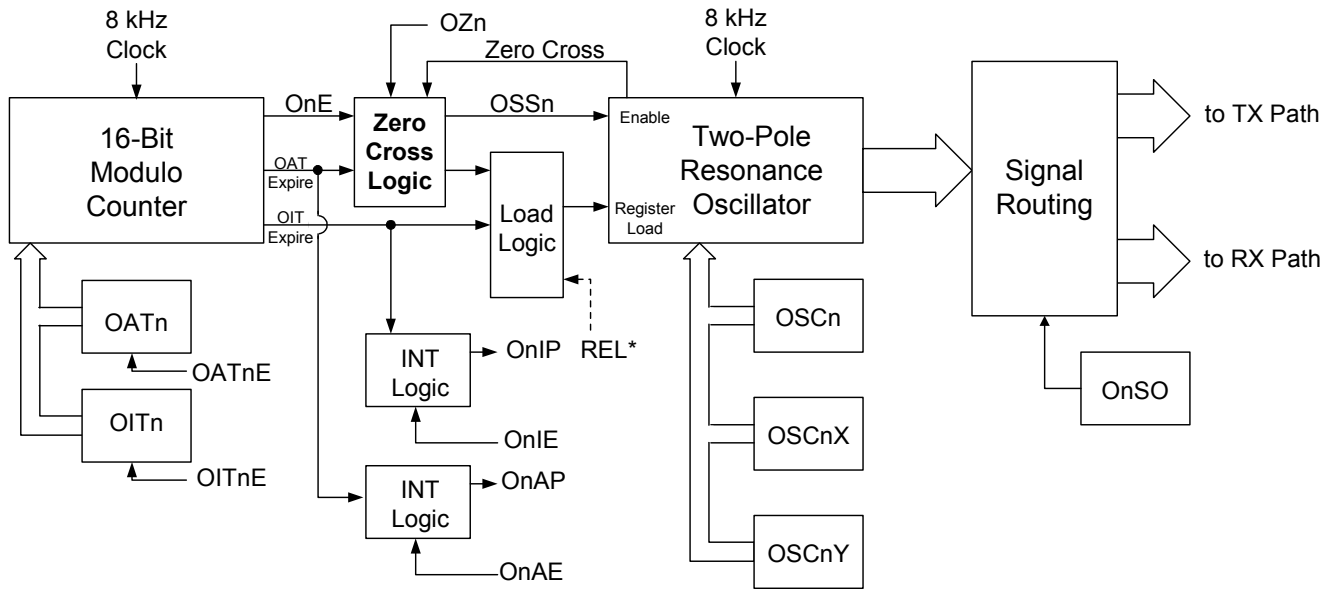 8 kHz
Clock
OZn
Zero Cross
8 kHz
Clock
16-Bit
Modulo
Counter
OnE
OAT
Expire
OIT
Expire
Zero
Cross
Logic
OSSn
Load
Logic
Enable
Register
Load
Two-Pole
Resonance
Oscillator
Signal
Routing
to TX Path
to RX Path
OATn
OATnE
OITn
OITnE
INT
Logic
OnIP
OnIE
REL*
INT
Logic
OnAP
OnAE
OSCn
OSCnX
OSCnY
OnSO